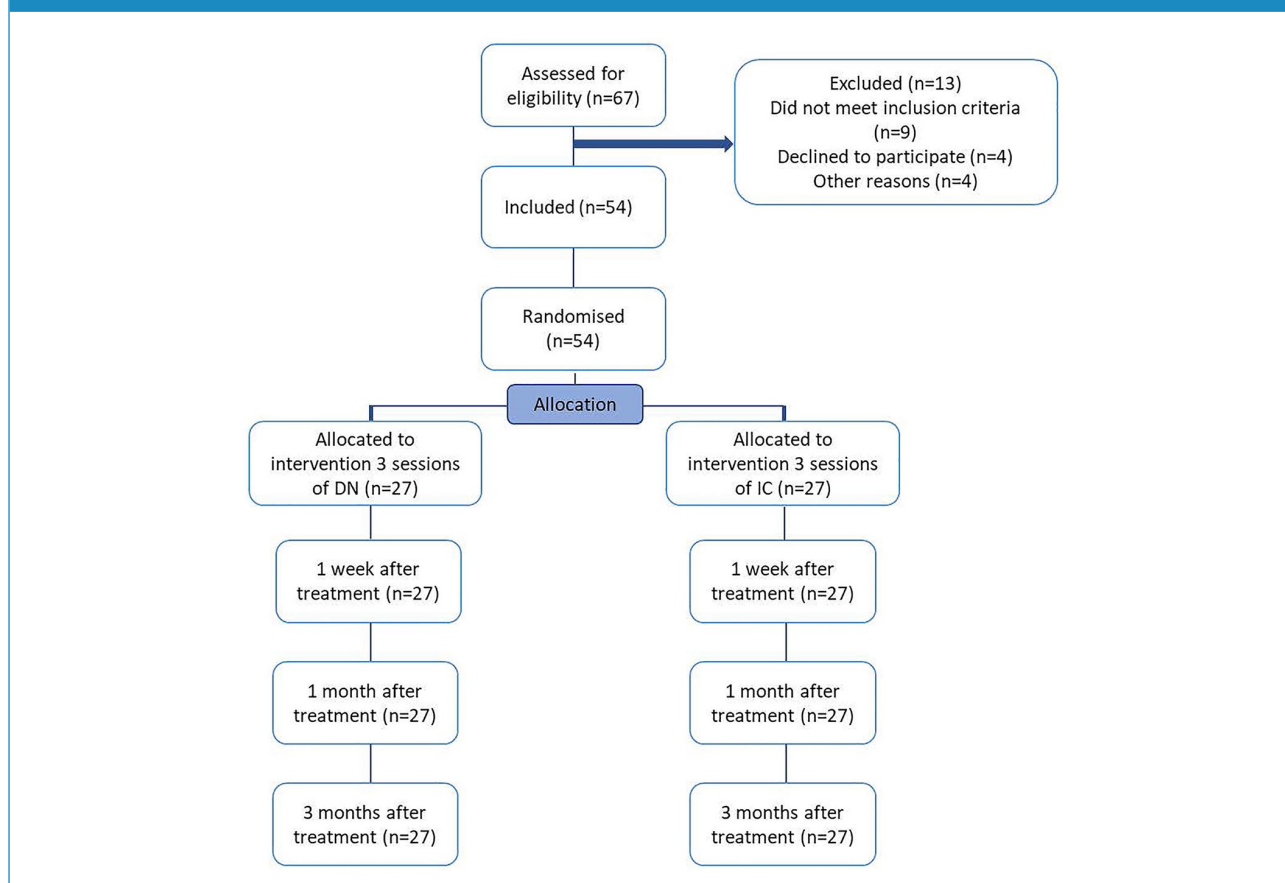 Assessed for
eligibility (n=67)
Excluded (n=13)
Did not meet inclusion criteria
(n=9)
Declined to participate (n=4)
Other reasons (n=4)
Included (n=54)
Randomised
(n=54)
Allocation
Allocated to
intervention 3 sessions
of DN (n=27)
Allocated to
intervention 3 sessions
of IC (n=27)
1 week after
treatment (n=27)
1 week after
treatment (n=27)
1 month after
treatment (n=27)
1 month after
treatment (n=27)
3 months after
treatment (n=27)
3 months after
treatment (n=27)